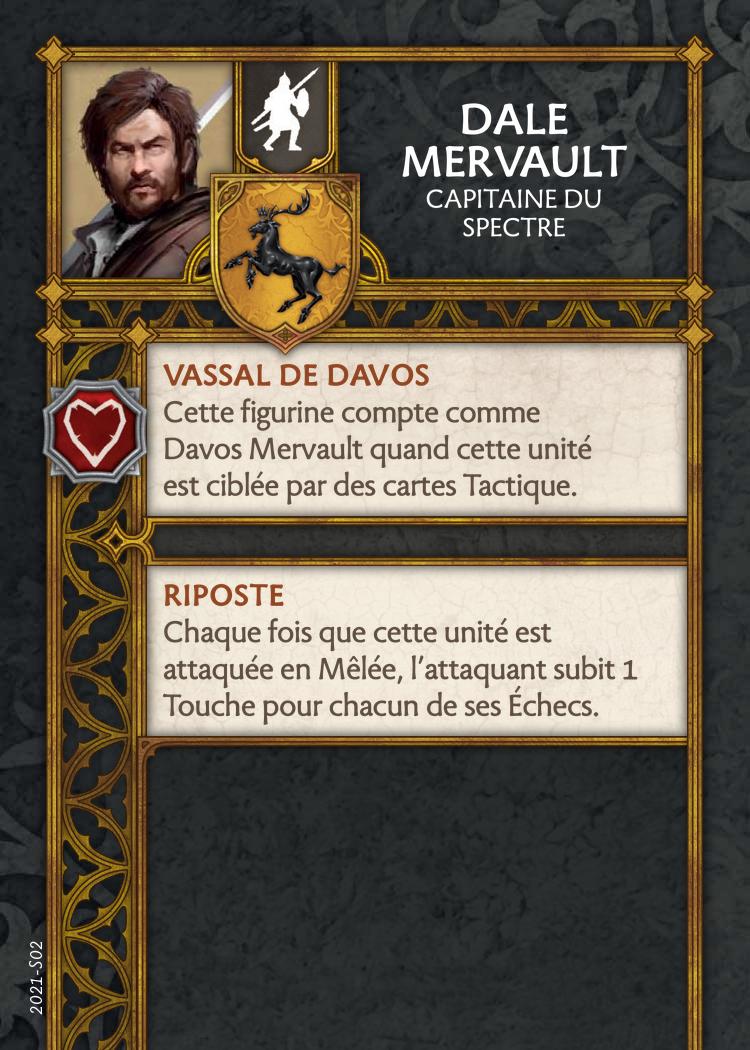 DALE
MERVAULT
CAPITAINE DU
SPECTRE
VASSAL DE DAVOS
Cette figurine compte comme
Davos Mervault quand cette unité
est ciblée par des cartes Tactique.
RIPOSTE
Chaque fois que cette unité est
attaquée en Mêlée, l'attaquant subit 1
Touche pour chacun de ses Échecs.
2021-S02